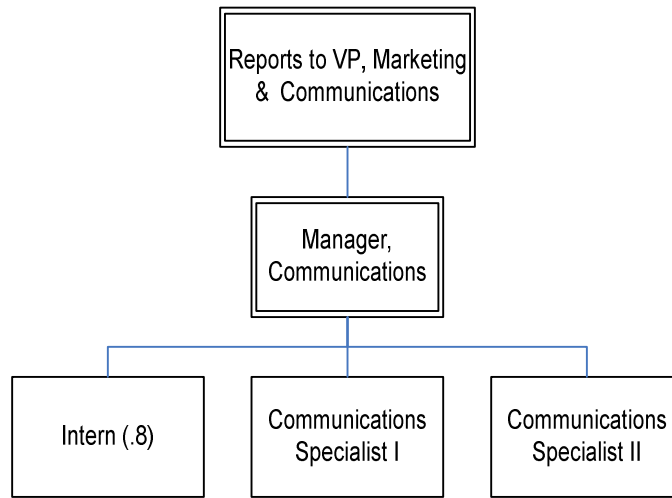 Reports to VP, Marketing
& Communications
Manager,
Communications
Intern (.8)
Communications
Specialist I
Communications
Specialist II